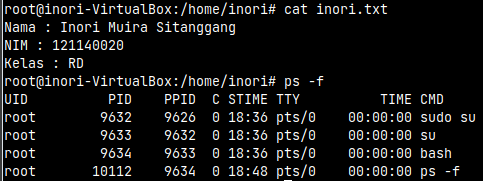 root@inori-VirtualBox:/home/inori# cat inori.txt
Nama : Inori Muira Sitanggang
NIM : 121140020
Kelas : RD
root@inori-VirtualBox:/home/inori# ps -f
UID          PID    PPID  C STIME TTY          TIME CMD
root        9632    9626  0 18:36 pts/0    00:00:00 sudo su
root        9633    9632  0 18:36 pts/0    00:00:00 su
root        9634    9633  0 18:36 pts/0    00:00:00 bash
root       10112    9634  0 18:48 pts/0    00:00:00 ps -f